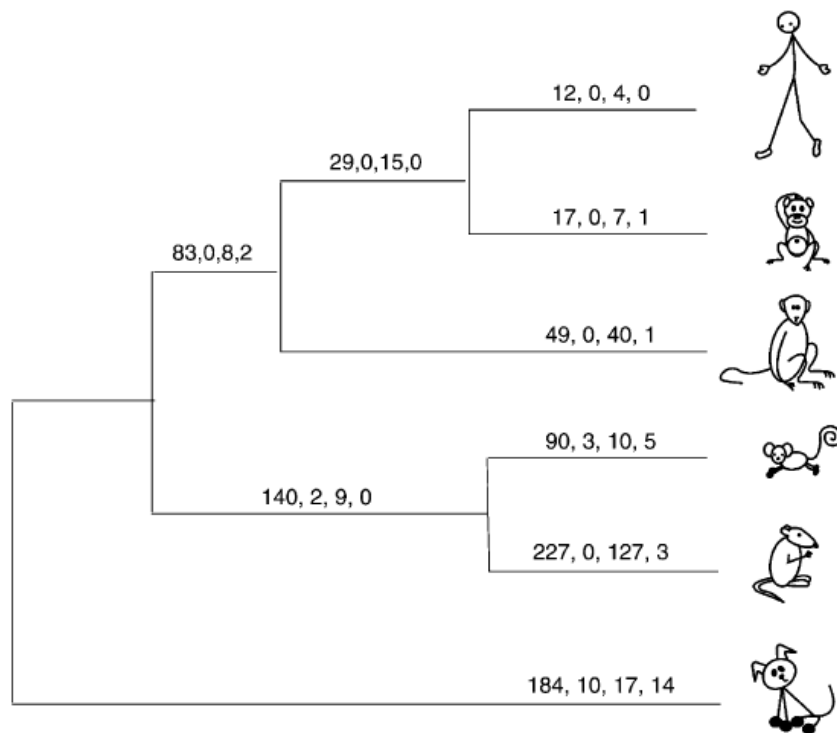 12, 0, 4, 0
29,0,15,0
17, 0, 7, 1
83,0,8,2
49, 0, 40, 1
90, 3, 10, 5
140, 2, 9, 0
227, 0, 127, 3
184, 10, 17, 14